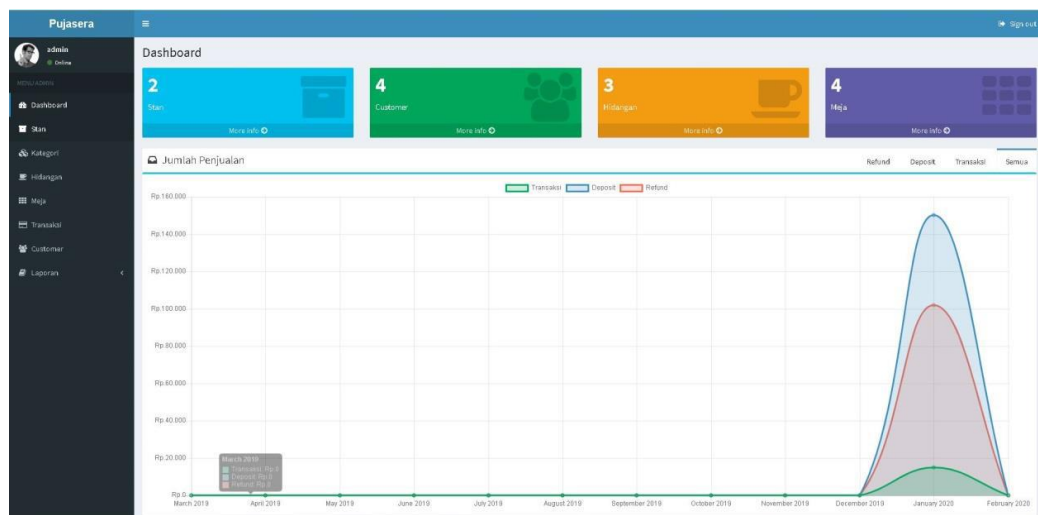 Pujasera
Sign out
admin
Online
MENU ADMIN
Dashboard
Stan
Kategori
Hidangan
Meja
Transaksi
Customer
Laporan
Dashboard
2
Stan
More info
4
Customer
More info
3
Hidangan
More info
4
Meja
More info
Jumlah Penjualan
Refund Deposit Transaksi Semua
Transaksi Deposit Refund
Rp.160.000
Rp.140.000
Rp.120.000
Rp.100.000
Rp.80.000
Rp.60.000
Rp.40.000
Rp.20.000
Rp.0
March 2019
Transaksi: Rp.0
Deposit: Rp.0
Refund: Rp.0
March 2019 April 2019 May 2019 June 2019 July 2019 August 2019 September 2019 October 2019 November 2019 December 2019 January 2020 February 2020